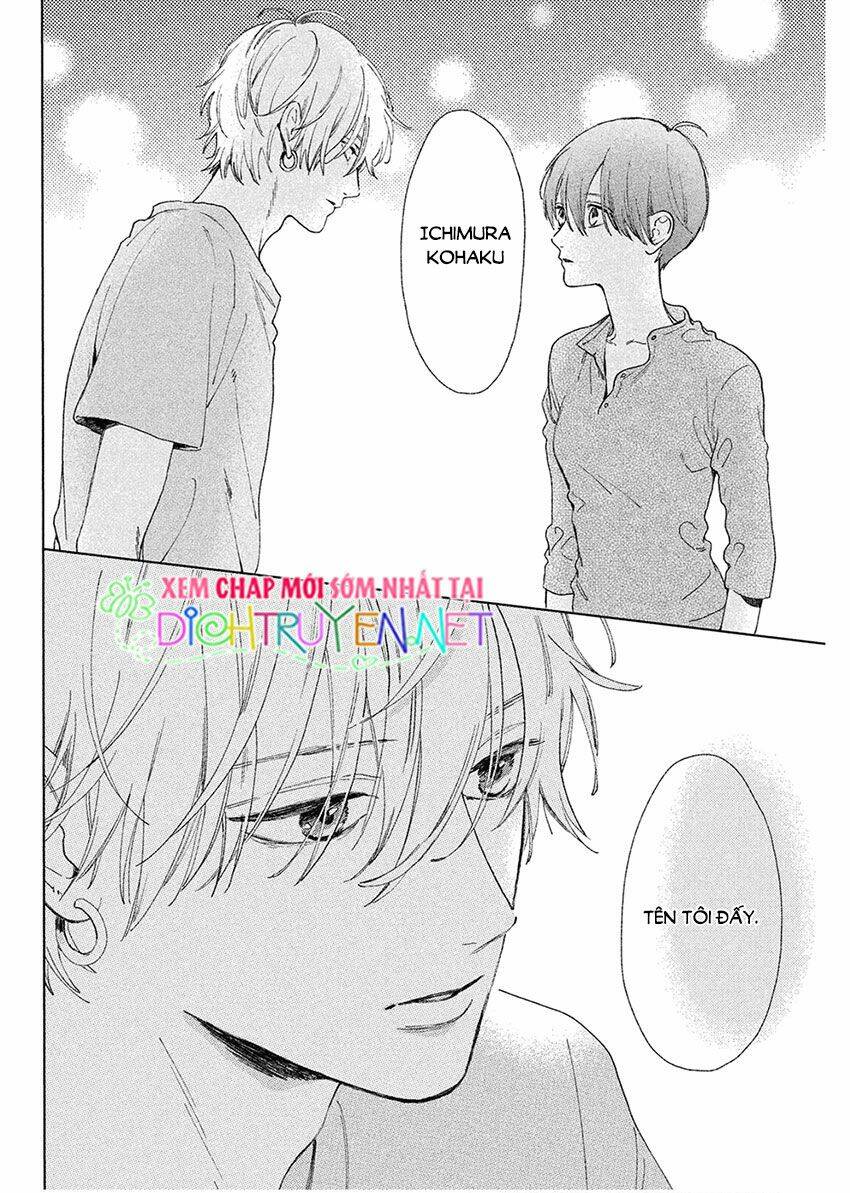 ICHIMURA
KOHAKU
XEM CHAP MỚI SỚM NHẤT TẠI
DICHTRUYEN.NET
TÊN TÔI ĐẤY.